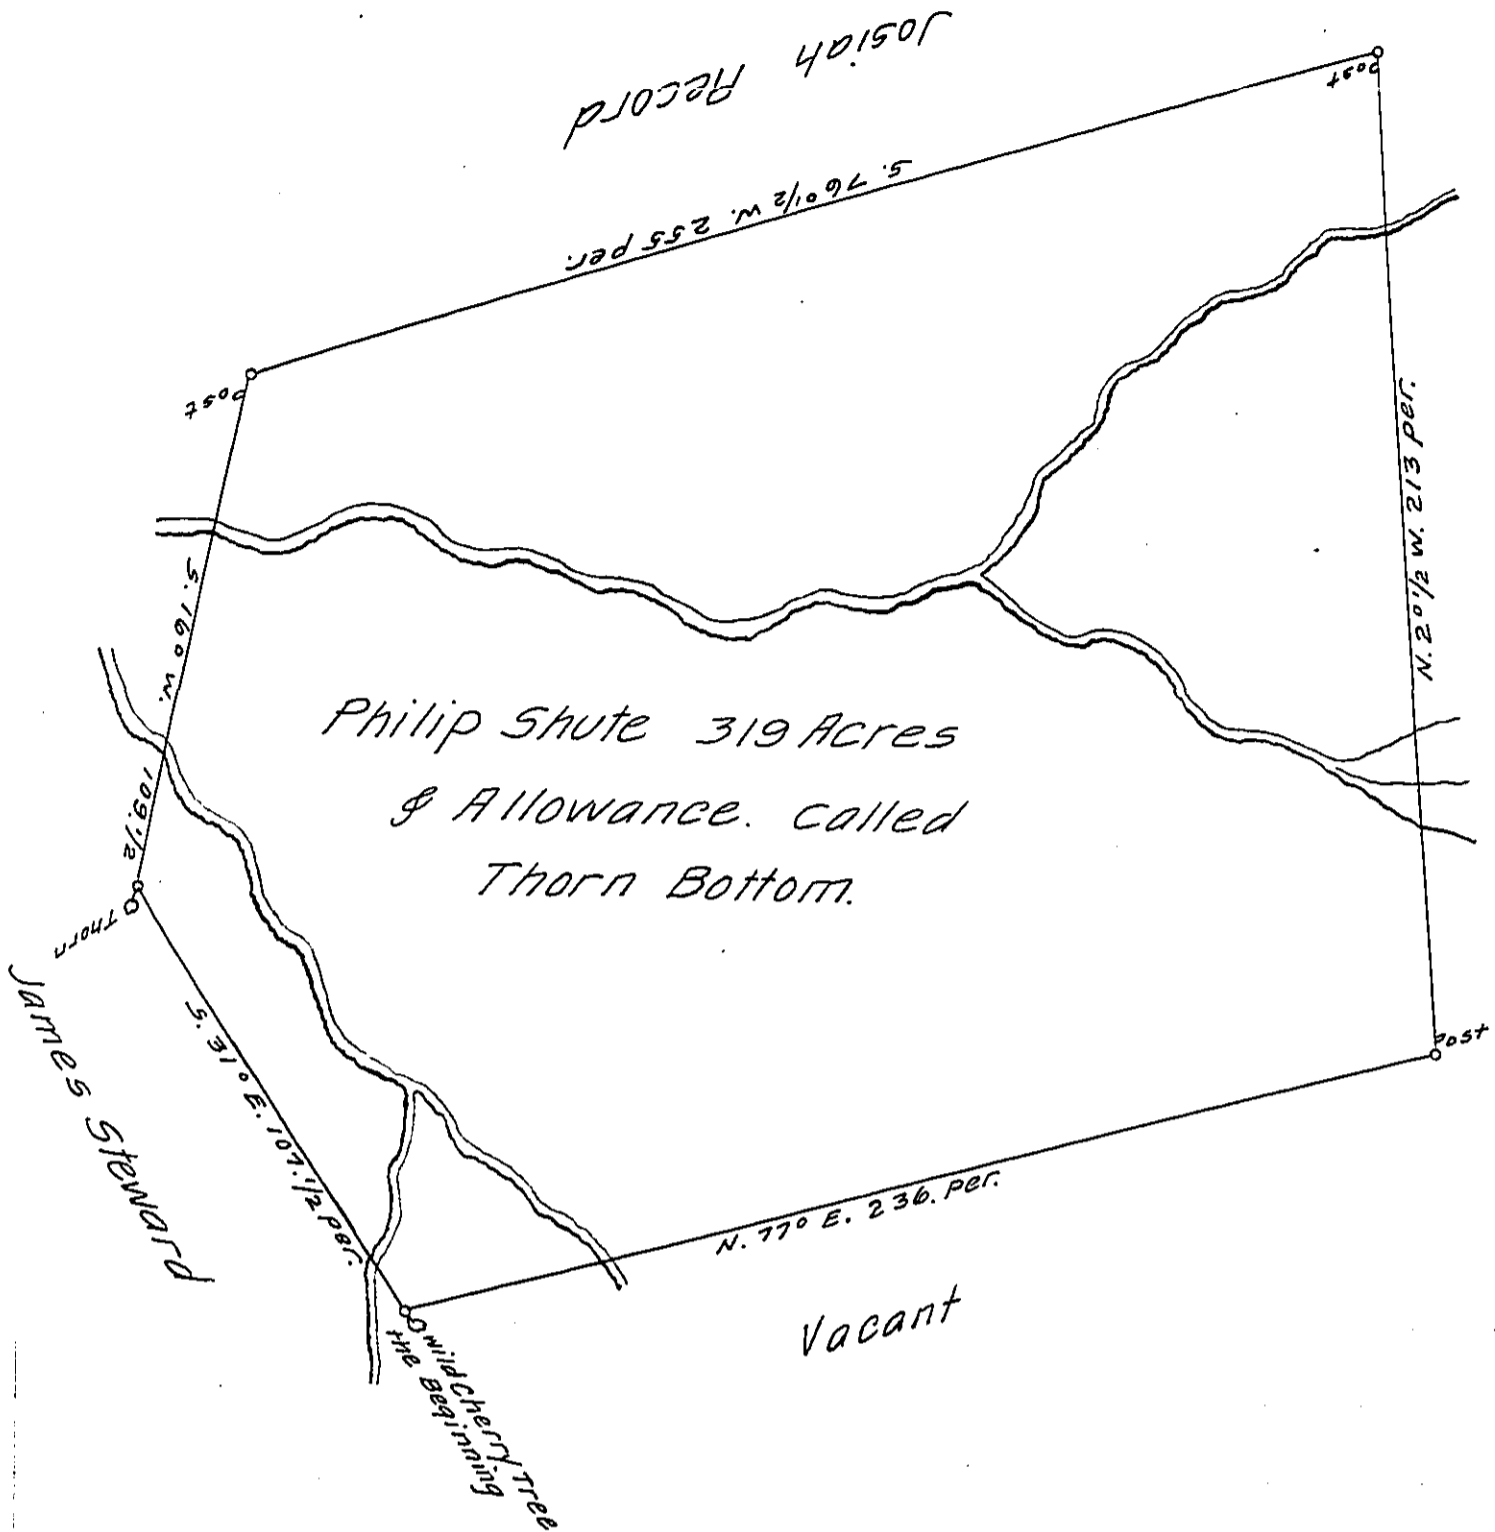 Josiah Record
Post
S. 76°1/2 W. 255 per.
Post
N. 2°1/2 W. 213 per.
S. 16° W. 109.1/2
Philip Shute 319 Acres
& Allowance. Called
Thorn Bottom.
Thorn
James Steward
S. 31° E. 107.1/2 per.
Post
N. 77° E. 236. per.
Vacant
Wild Cherry Tree
the Beginning